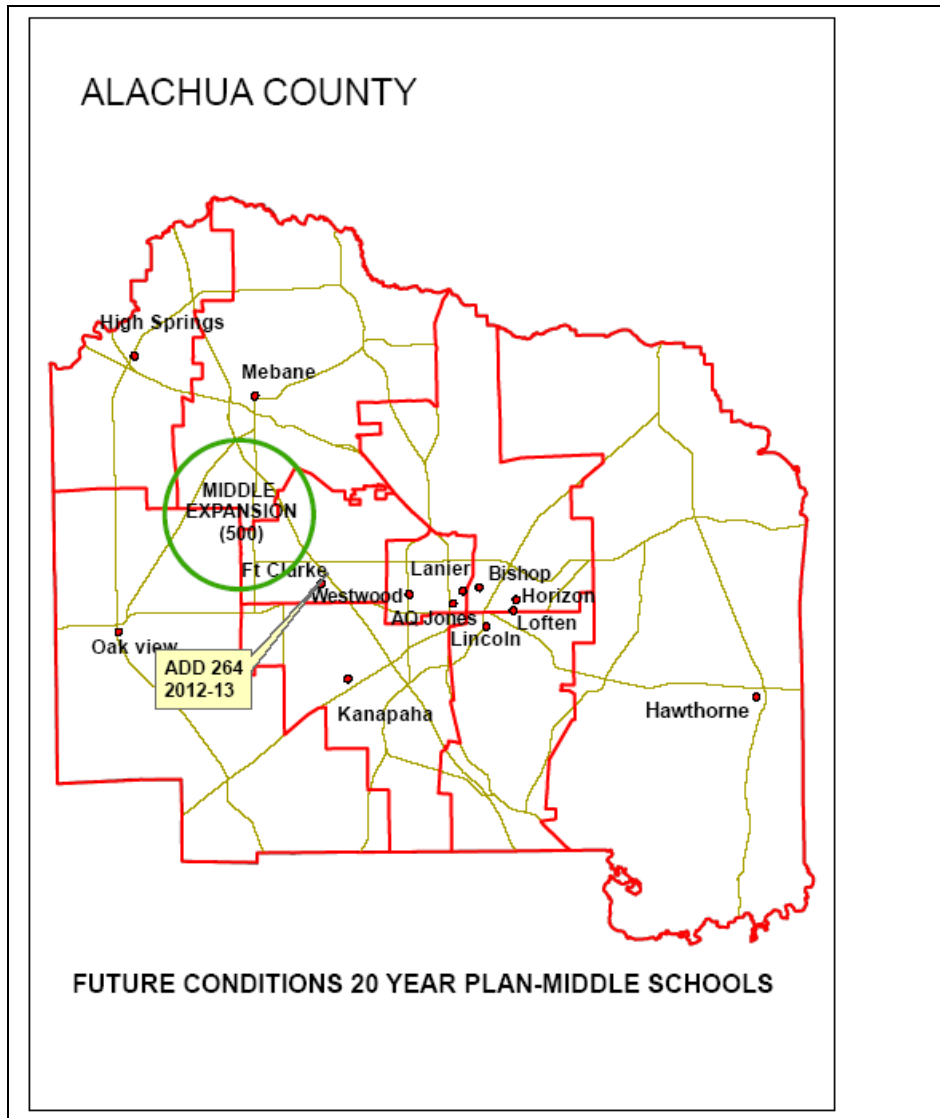 ALACHUA COUNTY
High Springs
Mebane
MIDDLE
EXPANSION
(500)
Ft Clarke
Lanier
Bishop
Westwood
Horizon
AQ Jones
Loften
Lincoln
Oak view
ADD 264
2012-13
Kanapaha
Hawthorne
FUTURE CONDITIONS 20 YEAR PLAN-MIDDLE SCHOOLS